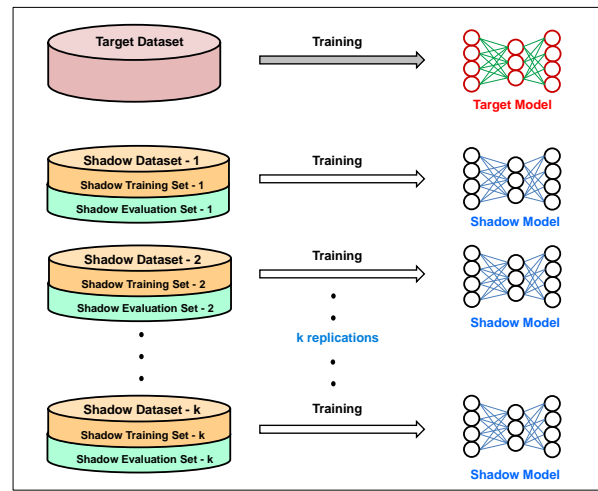 Target Dataset
Training
Target Model
Shadow Dataset - 1
Shadow Training Set - 1
Shadow Evaluation Set - 1
Training
Shadow Model
Shadow Dataset - 2
Shadow Training Set - 2
Shadow Evaluation Set - 2
Training
Shadow Model
k replications
Shadow Dataset - k
Shadow Training Set - k
Shadow Evaluation Set - k
Training
Shadow Model